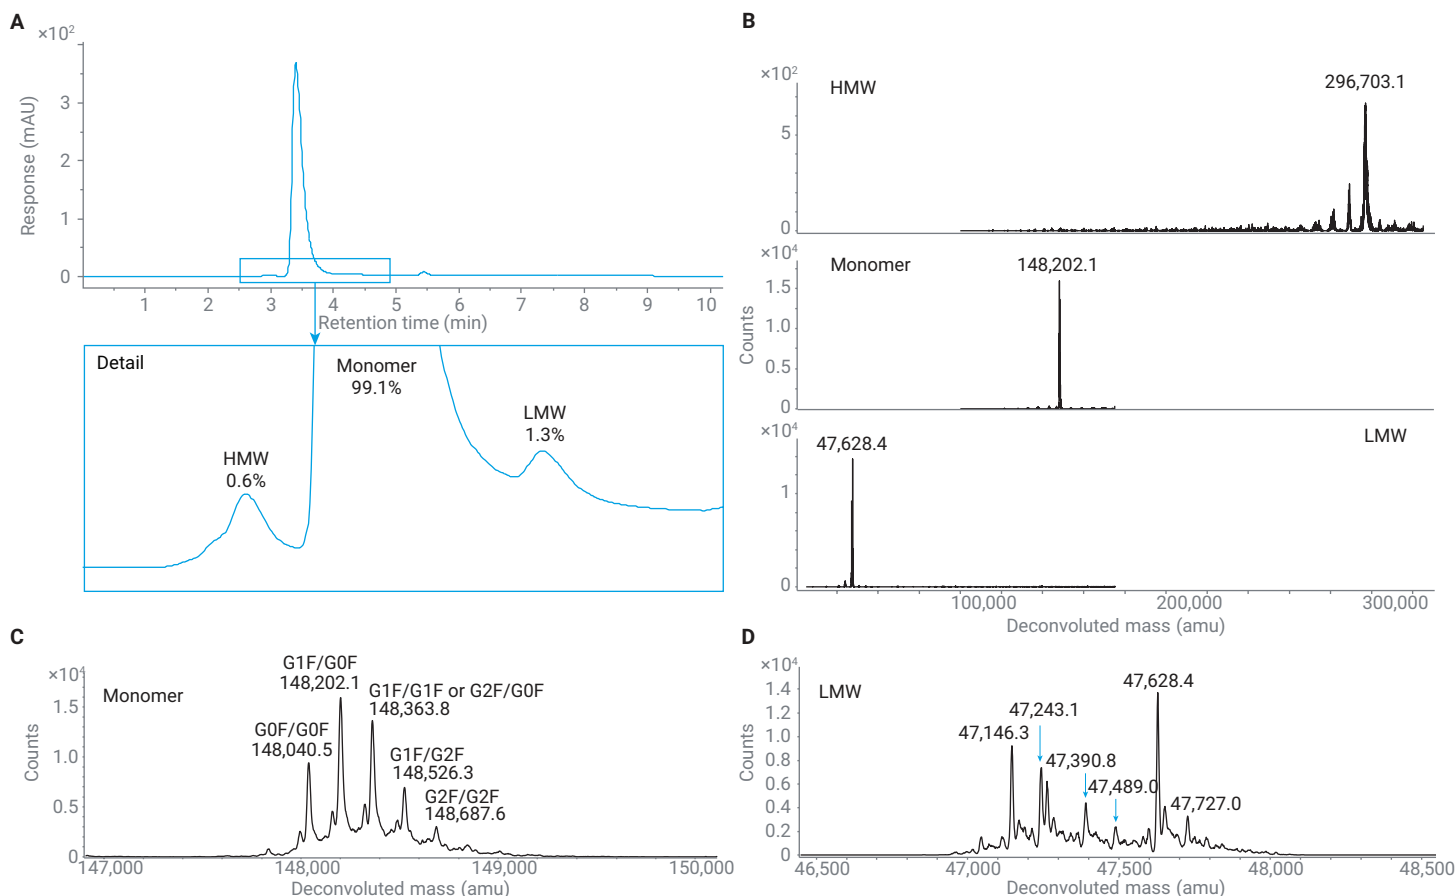 A
×10²
Response (mAU)
3
2
1
0
1 2 3 4 5 6 7 8 9 10
Retention time (min)
Detail
Monomer
99.1%
LMW
1.3%
HMW
0.6%
B
×10²
HMW
296,703.1
5
0
×10⁴
Monomer
148,202.1
1.5
1.0
0.5
0
Counts
×10⁴
LMW
47,628.4
1
0
100,000 200,000 300,000
Deconvoluted mass (amu)
C
×10⁴
Monomer
G1F/G0F
148,202.1
G1F/G1F or G2F/G0F
148,363.8
G0F/G0F
148,040.5
G1F/G2F
148,526.3
G2F/G2F
148,687.6
1.5
1.0
0.5
0
Counts
147,000 148,000 149,000 150,000
Deconvoluted mass (amu)
D
×10⁴
LMW
47,628.4
47,243.1
47,146.3
47,390.8
47,489.0
47,727.0
1.4
1.2
1.0
0.8
0.6
0.4
0.2
0
Counts
46,500 47,000 47,500 48,000 48,500
Deconvoluted mass (amu)